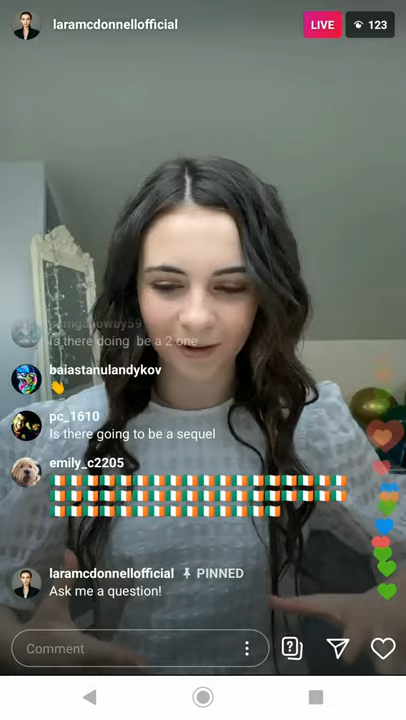 laramcdonnellofficial
LIVE
123
Is there doing be a 2 one
baiastanulandykov
pc_1610
Is there going to be a sequel
emily_c2205
laramcdonnellofficial PINNED
Ask me a question!
Comment